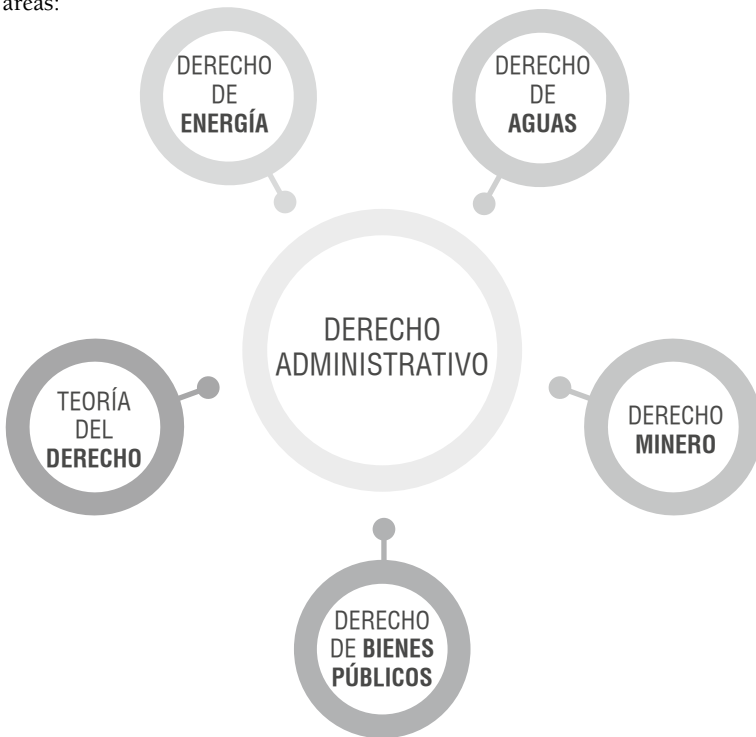 áreas:
DERECHO
DE
ENERGÍA
DERECHO
DE
AGUAS
DERECHO
ADMINISTRATIVO
TEORÍA
DEL
DERECHO
DERECHO
MINERO
DERECHO
DE BIENES
PÚBLICOS